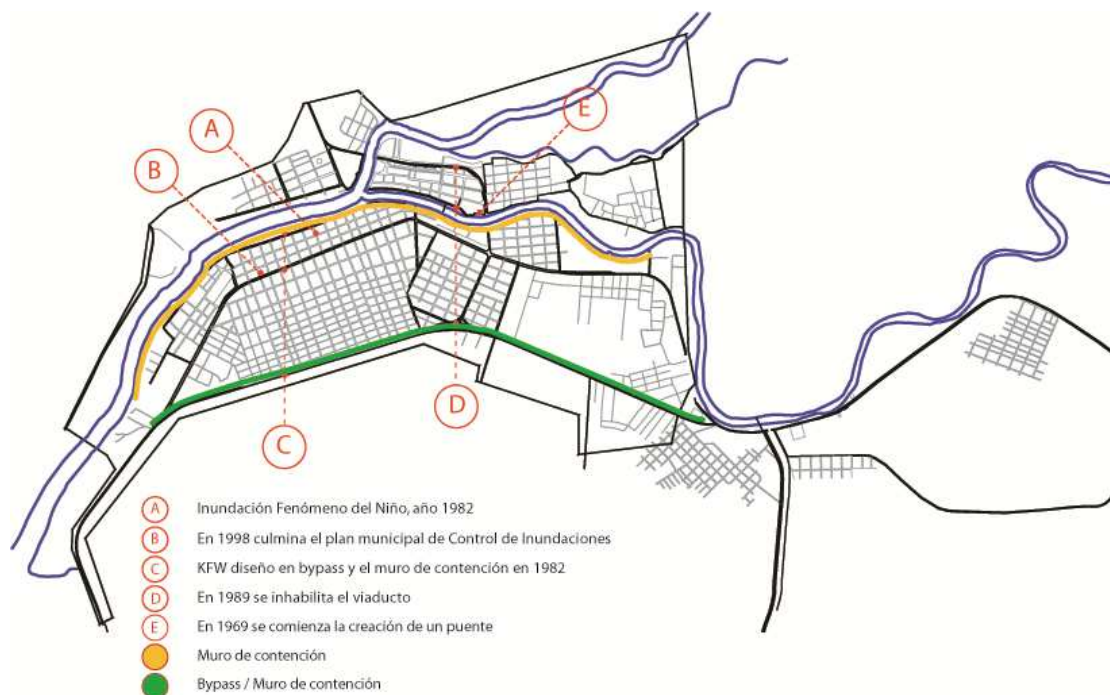 E
A
B
D
C
A Inundación Fenómeno del Niño, año 1982
B En 1998 culmina el plan municipal de Control de Inundaciones
C KFW diseño en bypass y el muro de contención en 1982
D En 1989 se inhabilita el viaducto
E En 1969 se comienza la creación de un puente
Muro de contención
Bypass / Muro de contención